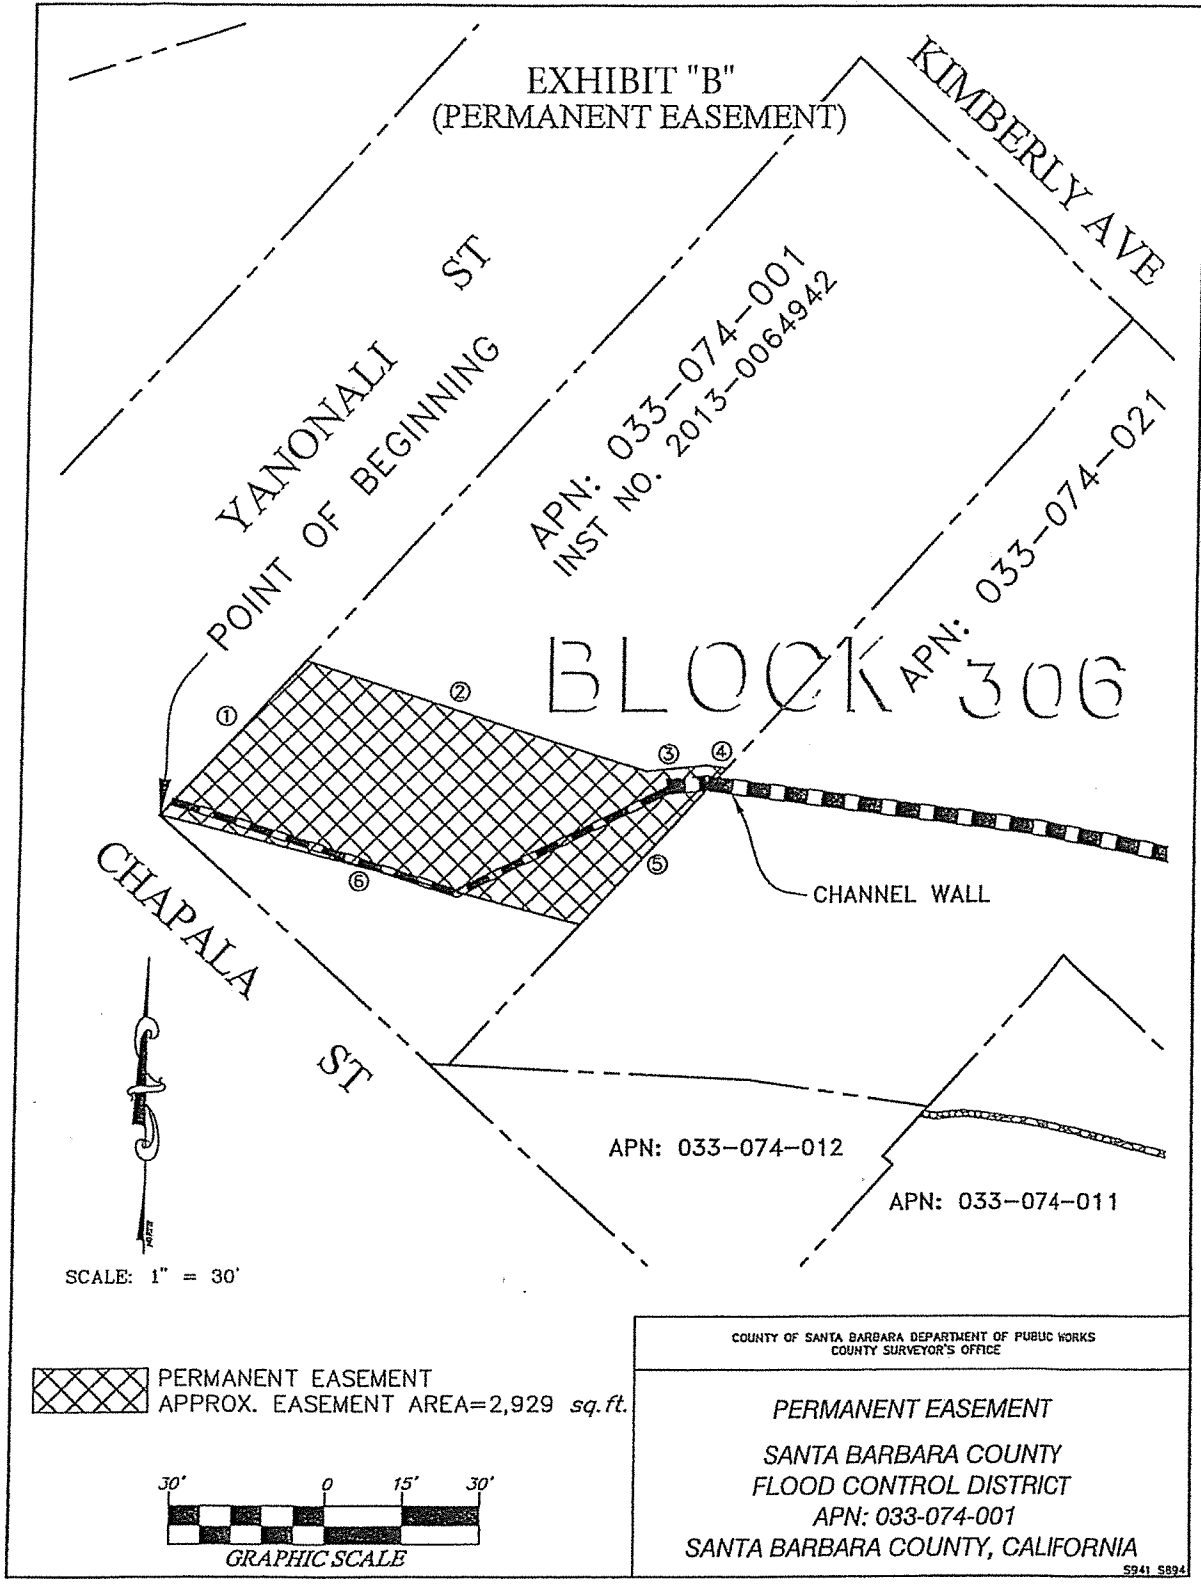 EXHIBIT "B"
(PERMANENT EASEMENT)
KIMBERLY AVE
YANONALI ST
POINT OF BEGINNING
APN: 033-074-001
INST NO. 2013-0064942
APN: 033-074-021
BLOCK 306
①
②
③
④
⑤
⑥
CHANNEL WALL
CHAPALA ST
APN: 033-074-012
APN: 033-074-011
SCALE: 1" = 30'
PERMANENT EASEMENT
APPROX. EASEMENT AREA=2,929 sq.ft.
30' 0 15' 30'
GRAPHIC SCALE
COUNTY OF SANTA BARBARA DEPARTMENT OF PUBLIC WORKS
COUNTY SURVEYOR'S OFFICE
PERMANENT EASEMENT
SANTA BARBARA COUNTY
FLOOD CONTROL DISTRICT
APN: 033-074-001
SANTA BARBARA COUNTY, CALIFORNIA
S941 S894